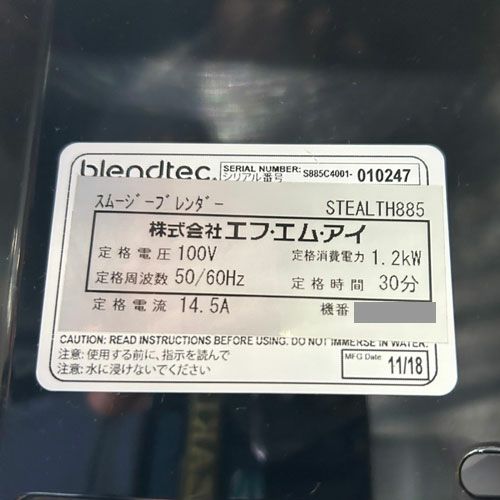 blendtec.
SERIAL NUMBER: S885C4001- 010247
シリアル番号
スムージーブレンダー STEALTH885
株式会社エフ・エム・アイ
定格電圧 100V 定格消費電力 1.2kW
定格周波数 50/60Hz 定格時間 30分
定格電流 14.5A 機番
CAUTION: READ INSTRUCTIONS BEFORE USING. DO NOT IMMERSE IN WATER.
注意: 使用する前に、指示を読んで
注意: 水に浸けないでください
MFG Date 11/18